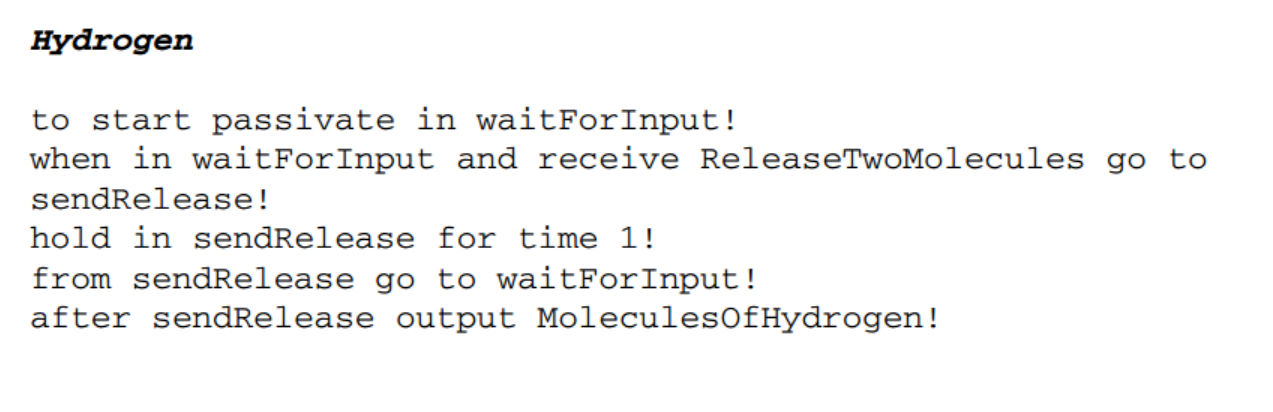 Hydrogen
to start passivate in waitForInput!
when in waitForInput and receive ReleaseTwoMolecules go to
sendRelease!
hold in sendRelease for time 1!
from sendRelease go to waitForInput!
after sendRelease output MoleculesOfHydrogen!